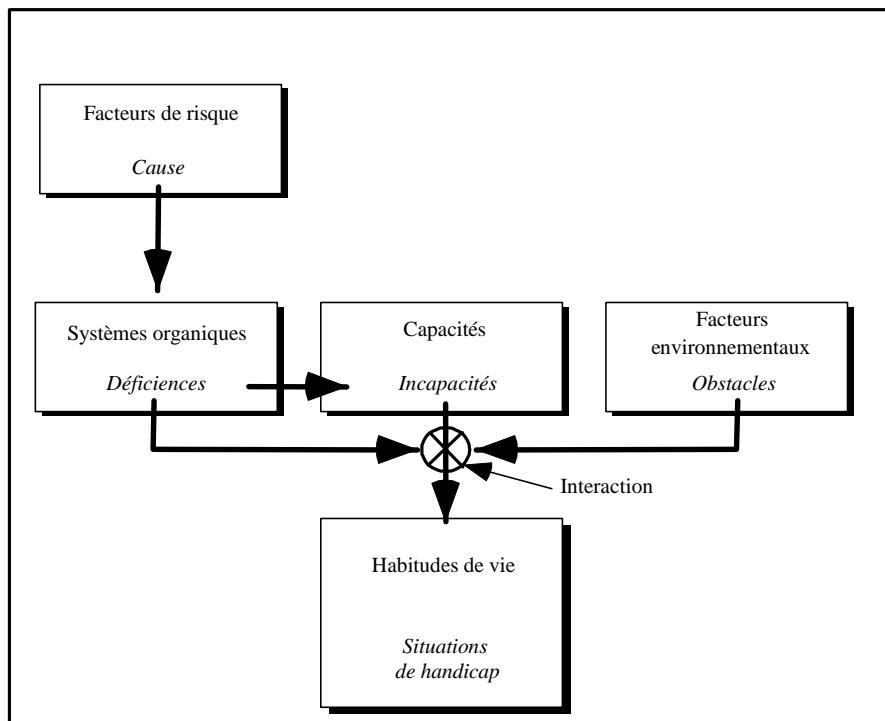 Facteurs de risque
Cause
Systèmes organiques
Déficiences
Capacités
Incapacités
Facteurs
environnementaux
Obstacles
Interaction
Habitudes de vie
Situations
de handicap